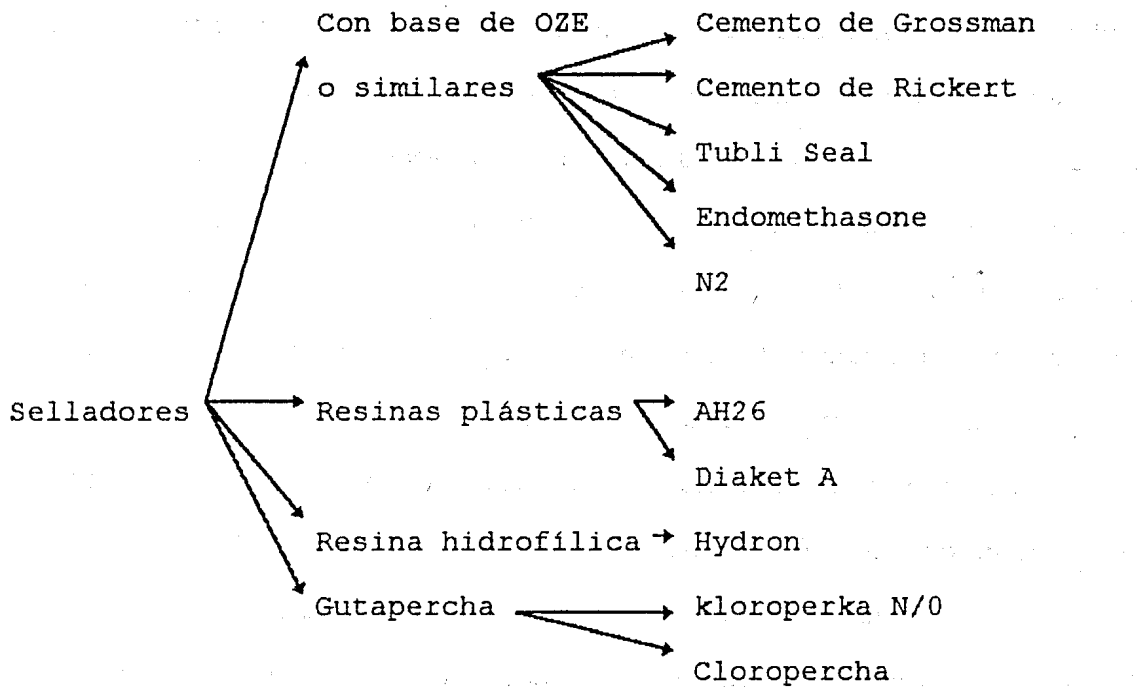 Con base de OZE
o similares
Cemento de Grossman
Cemento de Rickert
Tubli Seal
Endomethasone
N2
Selladores
Resinas plásticas
AH26
Diaket A
Resina hidrofílica
Hydron
Gutapercha
kloroperka N/0
Cloropercha